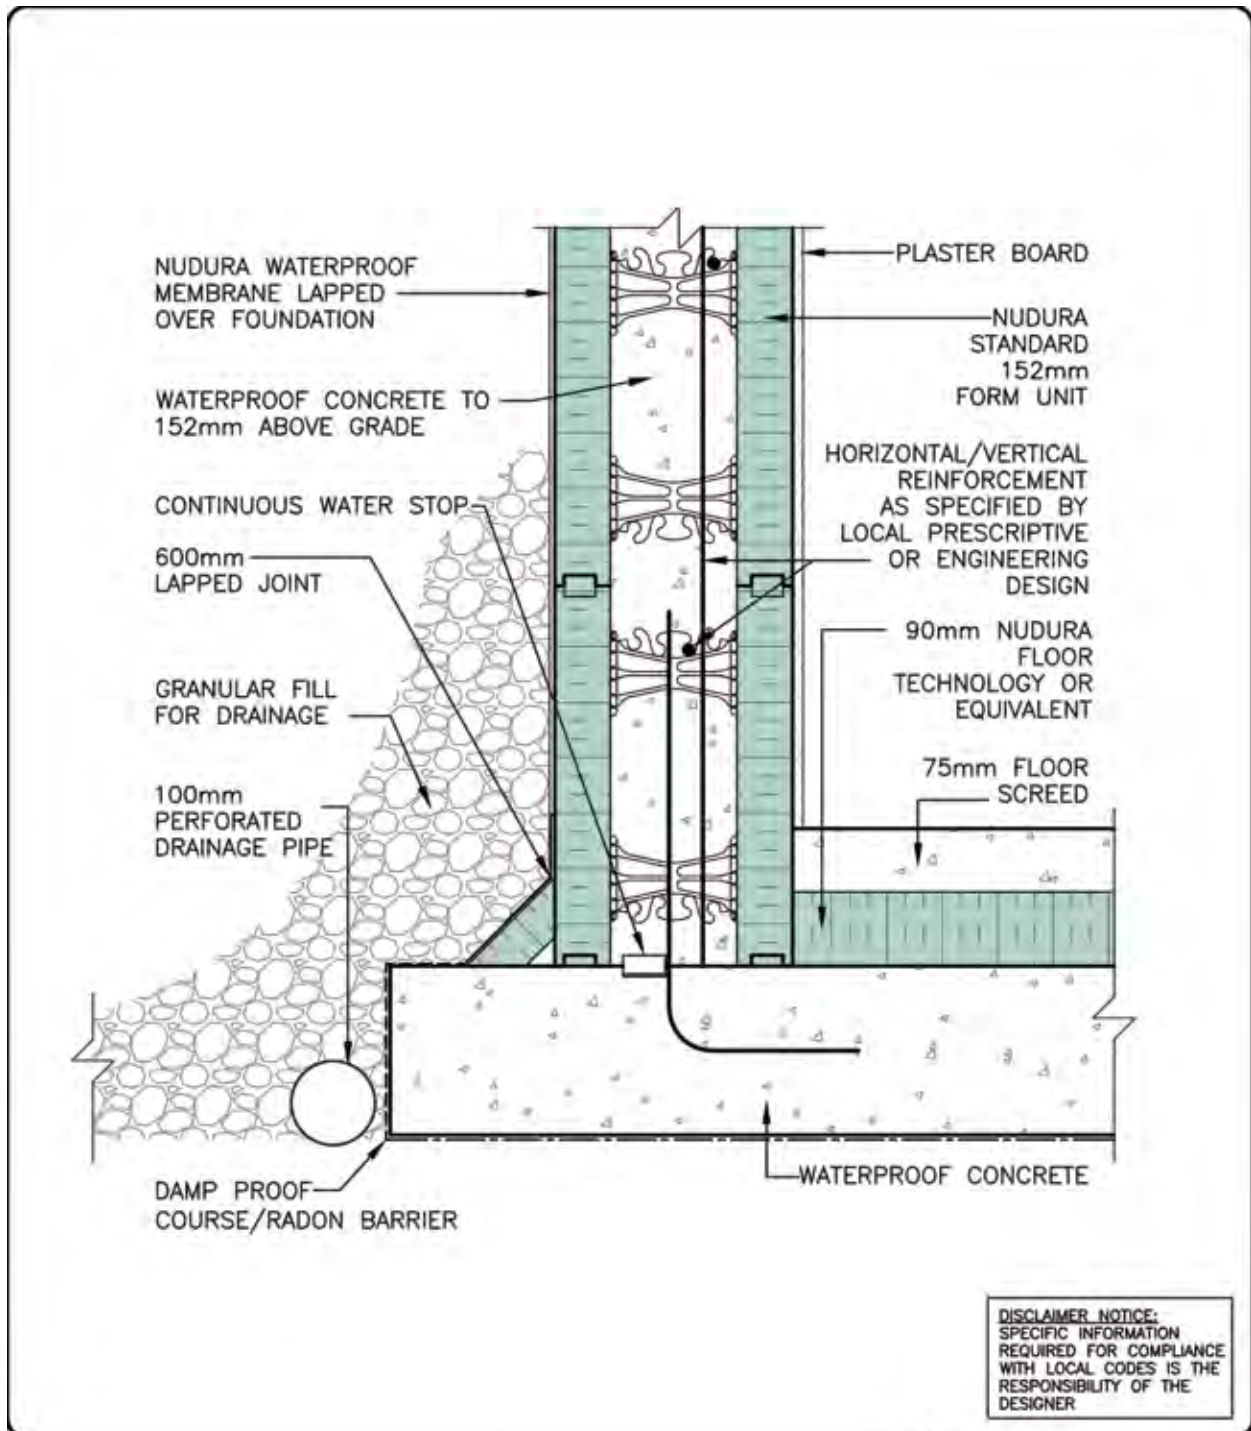 NUDURA WATERPROOF
MEMBRANE LAPPED
OVER FOUNDATION
WATERPROOF CONCRETE TO
152mm ABOVE GRADE
CONTINUOUS WATER STOP
600mm
LAPPED JOINT
GRANULAR FILL
FOR DRAINAGE
100mm
PERFORATED
DRAINAGE PIPE
DAMP PROOF
COURSE/RADON BARRIER
PLASTER BOARD
NUDURA
STANDARD
152mm
FORM UNIT
HORIZONTAL/VERTICAL
REINFORCEMENT
AS SPECIFIED BY
LOCAL PRESCRIPTIVE
OR ENGINEERING
DESIGN
90mm NUDURA
FLOOR
TECHNOLOGY OR
EQUIVALENT
75mm FLOOR
SCREED
WATERPROOF CONCRETE
DISCLAIMER NOTICE:
SPECIFIC INFORMATION
REQUIRED FOR COMPLIANCE
WITH LOCAL CODES IS THE
RESPONSIBILITY OF THE
DESIGNER